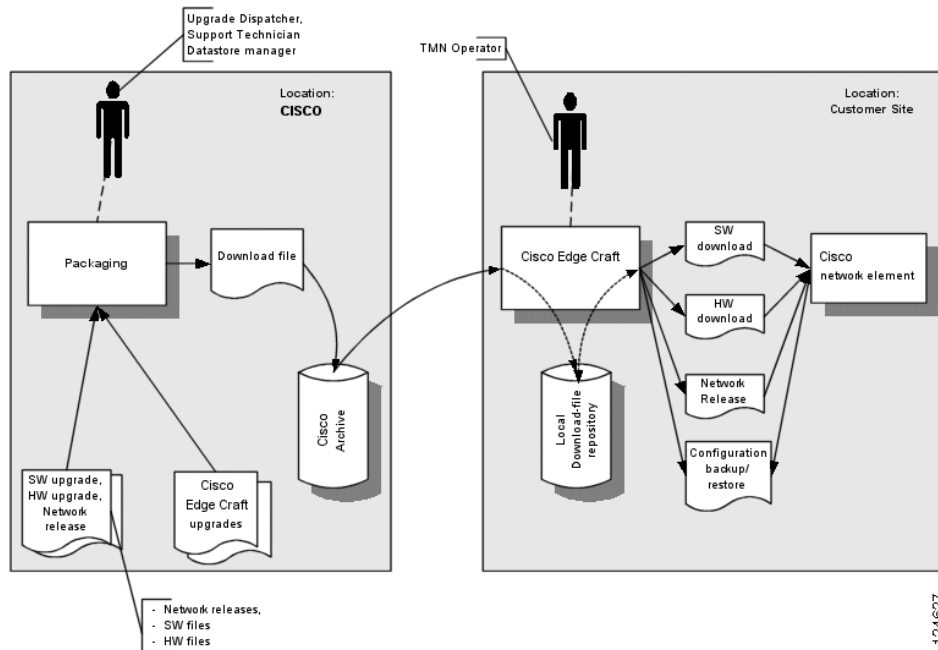 Upgrade Dispatcher,
Support Technician
Datastore manager
TMN Operator
Location:
CISCO
Location:
Customer Site
Packaging
Download file
Cisco
Archive
SW upgrade,
HW upgrade,
Network
release
Cisco
Edge Craft
upgrades
- Network releases,
- SW files
- HW files
Cisco Edge Craft
Local
Download-file
repository
SW
download
HW
download
Network
Release
Configuration
backup/
restore
Cisco
network element
124627